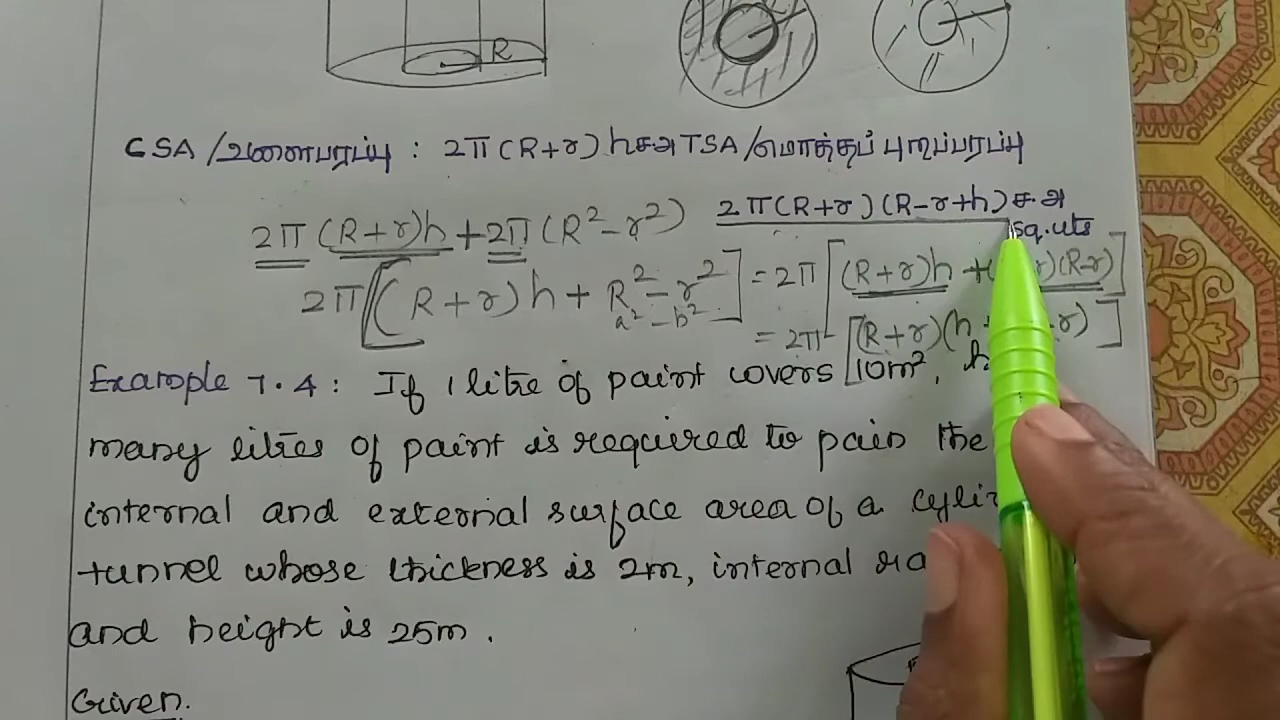 R
CSA/வளைபரப்பு : 2π(R+r)h ச.அ TSA/மொத்தப் புறப்பரப்பு
2π(R+r)(R-r+h) ச.அ
sq.uts
2π(R+r)h+2π(R²-r²)
2π[(R+r)h+R²-r²] = 2π[(R+r)h+ (R-r)]
a²-b²
= 2π[(R+r)(h
Example 7.4: If 1 litre of paint covers 10m²,
many litres of paint is required to pain the
internal and external surface area of a
tunnel whose thickness is 2m, internal
and height is 25m.
Given.